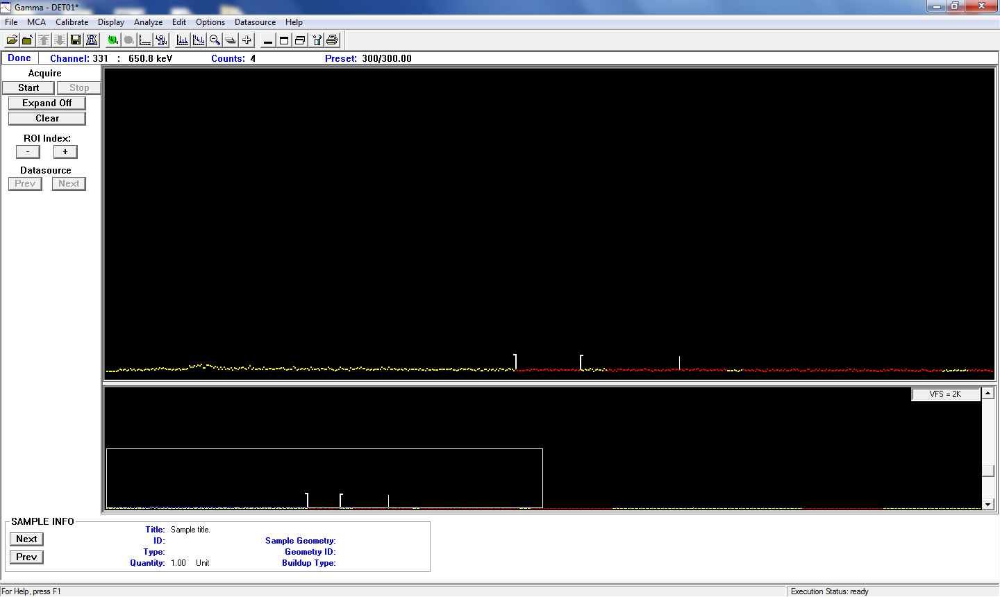 Gamma - DET01*
File MCA Calibrate Display Analyze Edit Options Datasource Help
Done Channel: 331 : 650.8 keV Counts: 4 Preset: 300/300.00
Acquire
Start Stop
Expand Off
Clear
ROI Index:
- +
Datasource
Prev Next
VFS = 2K
SAMPLE INFO
Next
Prev
Title: Sample title.
ID: Sample Geometry:
Type: Geometry ID:
Quantity: 1.00 Unit Buildup Type:
For Help, press F1 Execution Status: ready